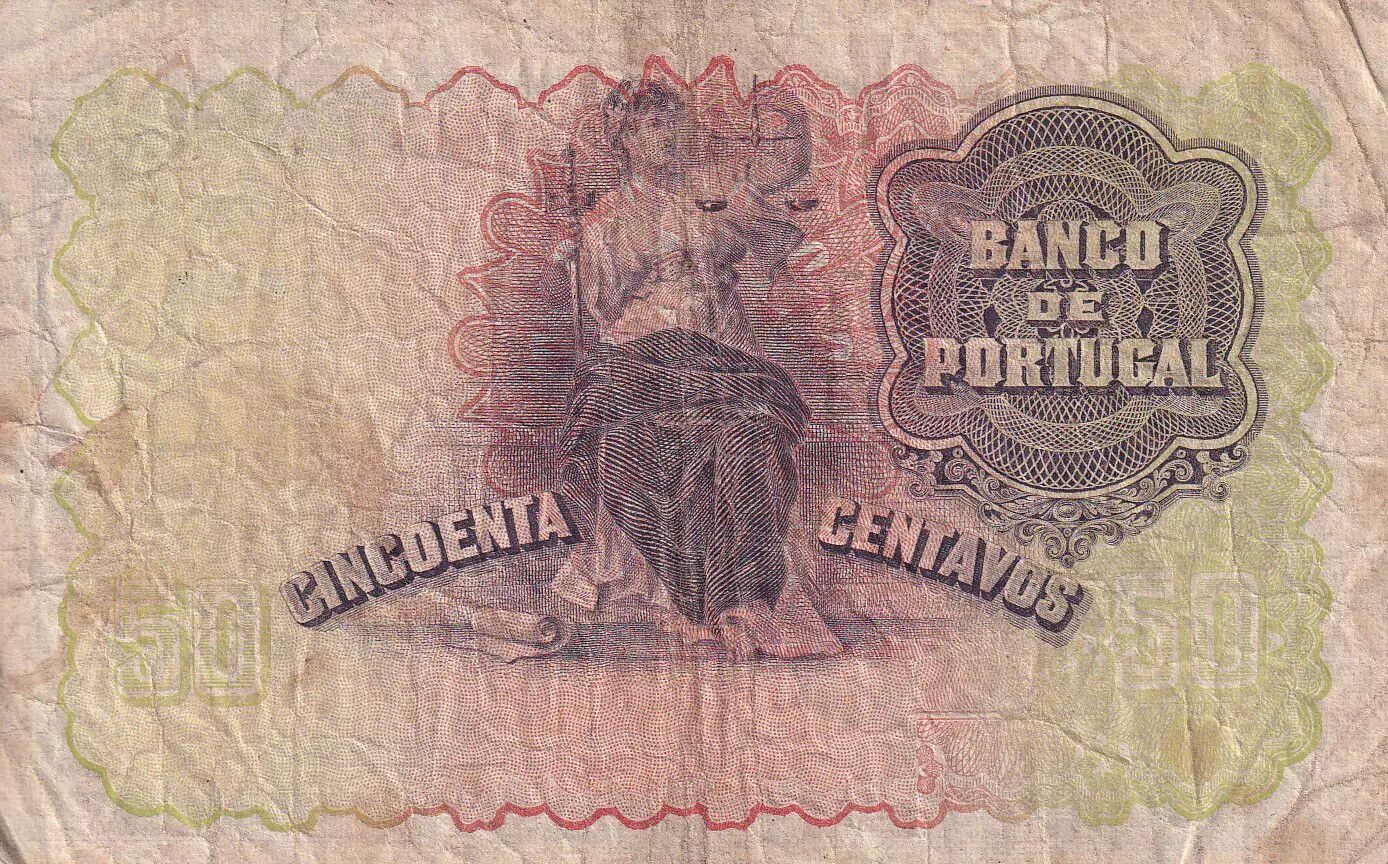 BANCO
DE
PORTUGAL
CINCOENTA CENTAVOS
50 50